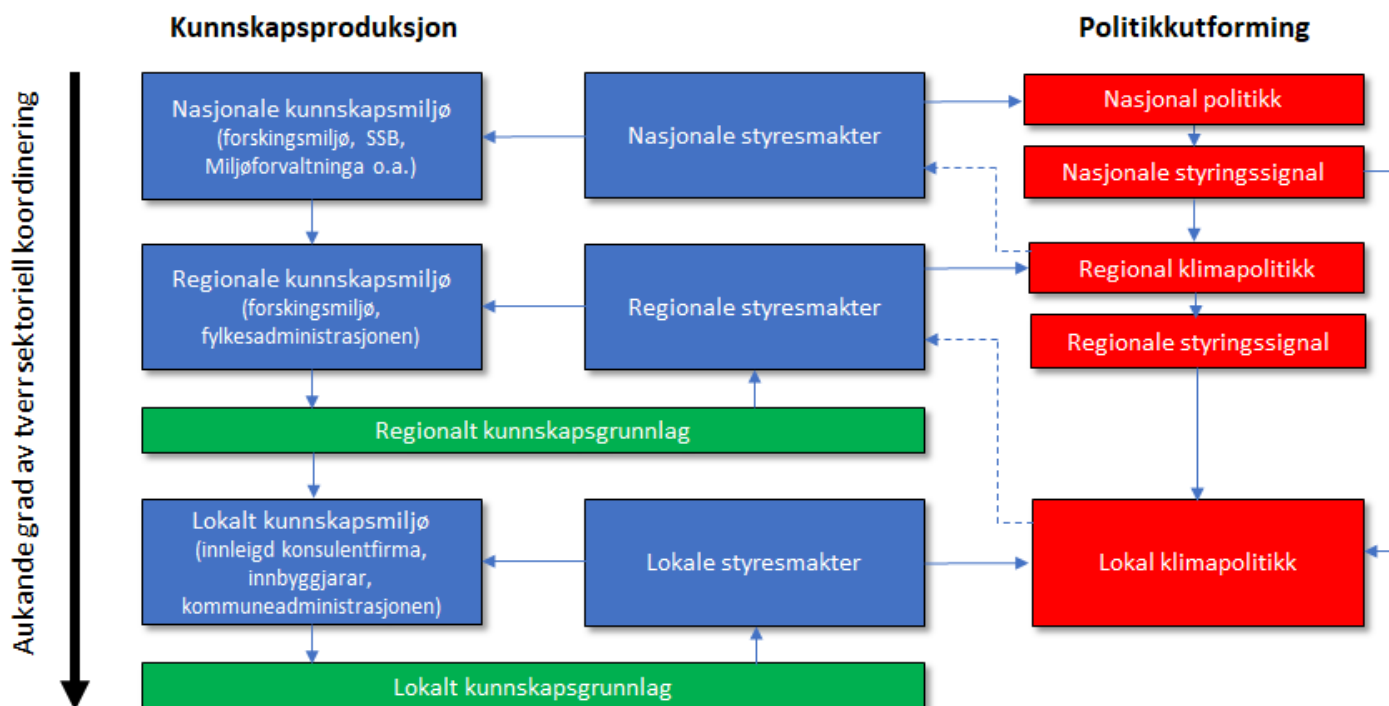 Kunnskapsproduksjon
Politikkutforming
Aukande grad av tverr sektoriell koordinering
Nasjonale kunnskapsmiljø
(forskingsmiljø, SSB,
Miljøforvaltninga o.a.)
Nasjonale styresmakter
Nasjonal politikk
Nasjonale styringssignal
Regionale kunnskapsmiljø
(forskingsmiljø,
fylkesadministrasjonen)
Regionale styresmakter
Regional klimapolitikk
Regionale styringssignal
Regionalt kunnskapsgrunnlag
Lokalt kunnskapsmiljø
(innleigd konsulentfirma,
innbyggjarar,
kommuneadministrasjonen)
Lokale styresmakter
Lokal klimapolitikk
Lokalt kunnskapsgrunnlag